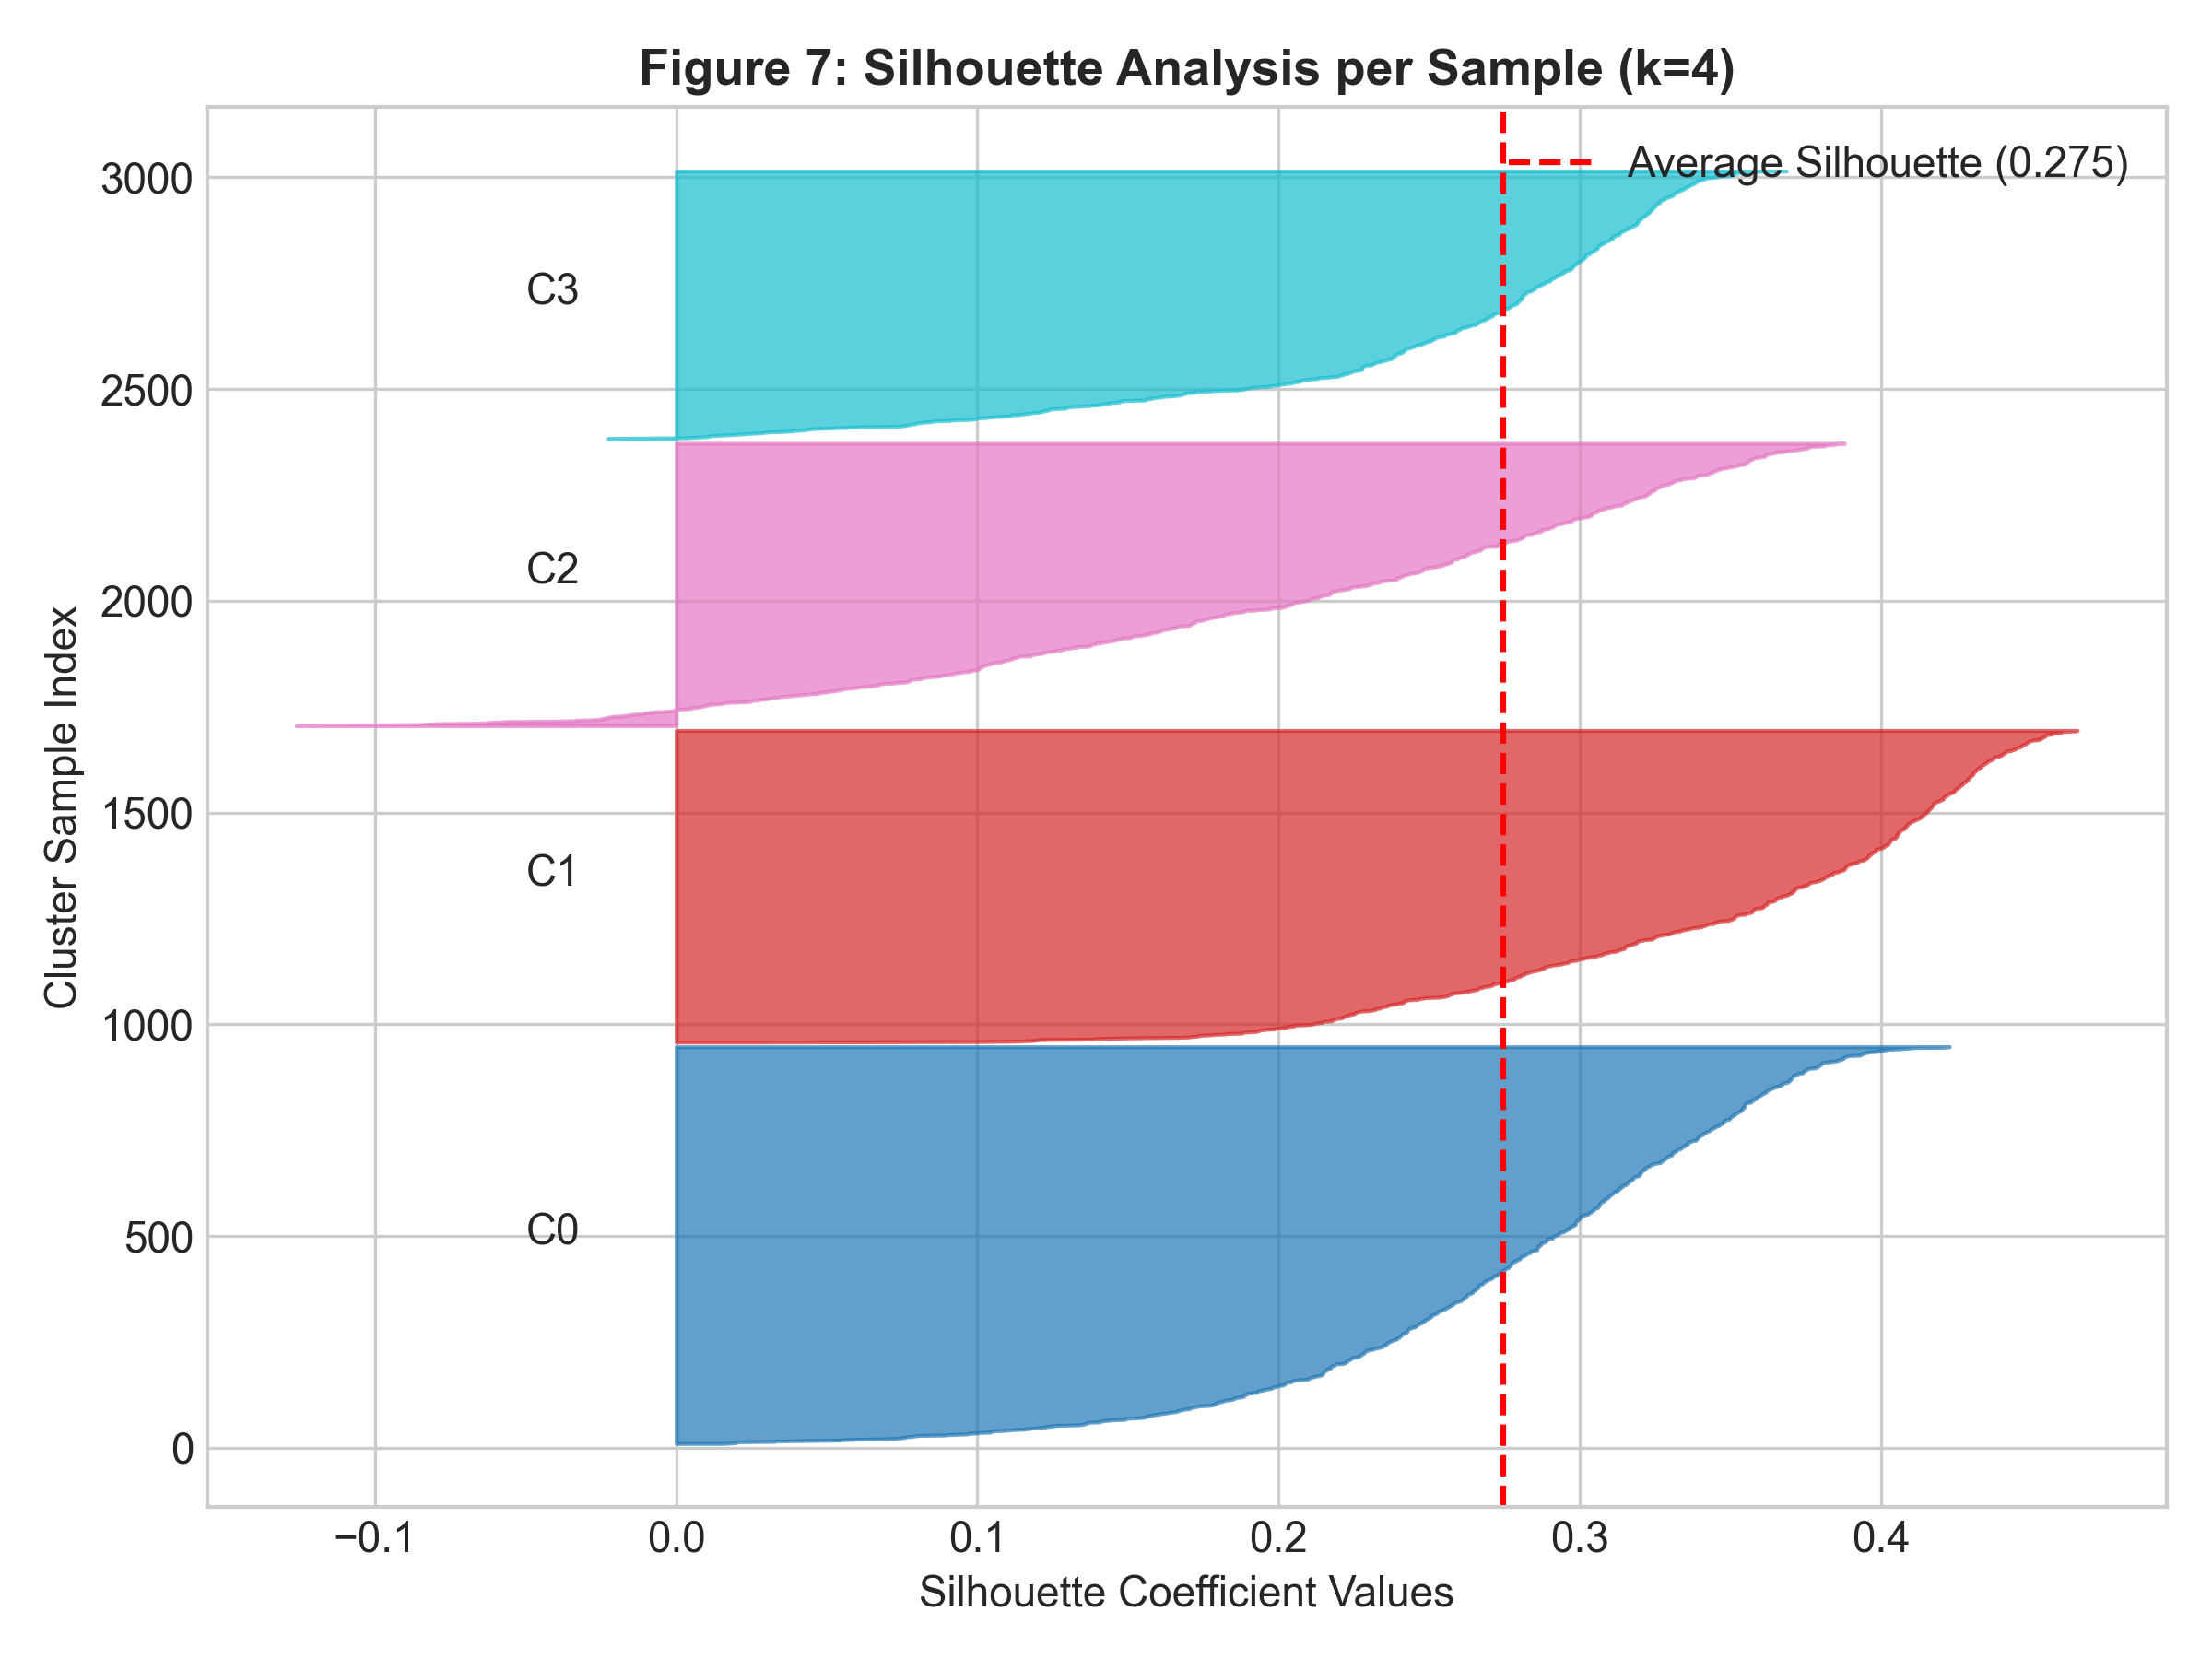 Figure 7: Silhouette Analysis per Sample (k=4)
Average Silhouette (0.275)
3000
C3
2500
C2
2000
Cluster Sample Index
1500
C1
1000
C0
500
0
−0.1 0.0 0.1 0.2 0.3 0.4
Silhouette Coefficient Values